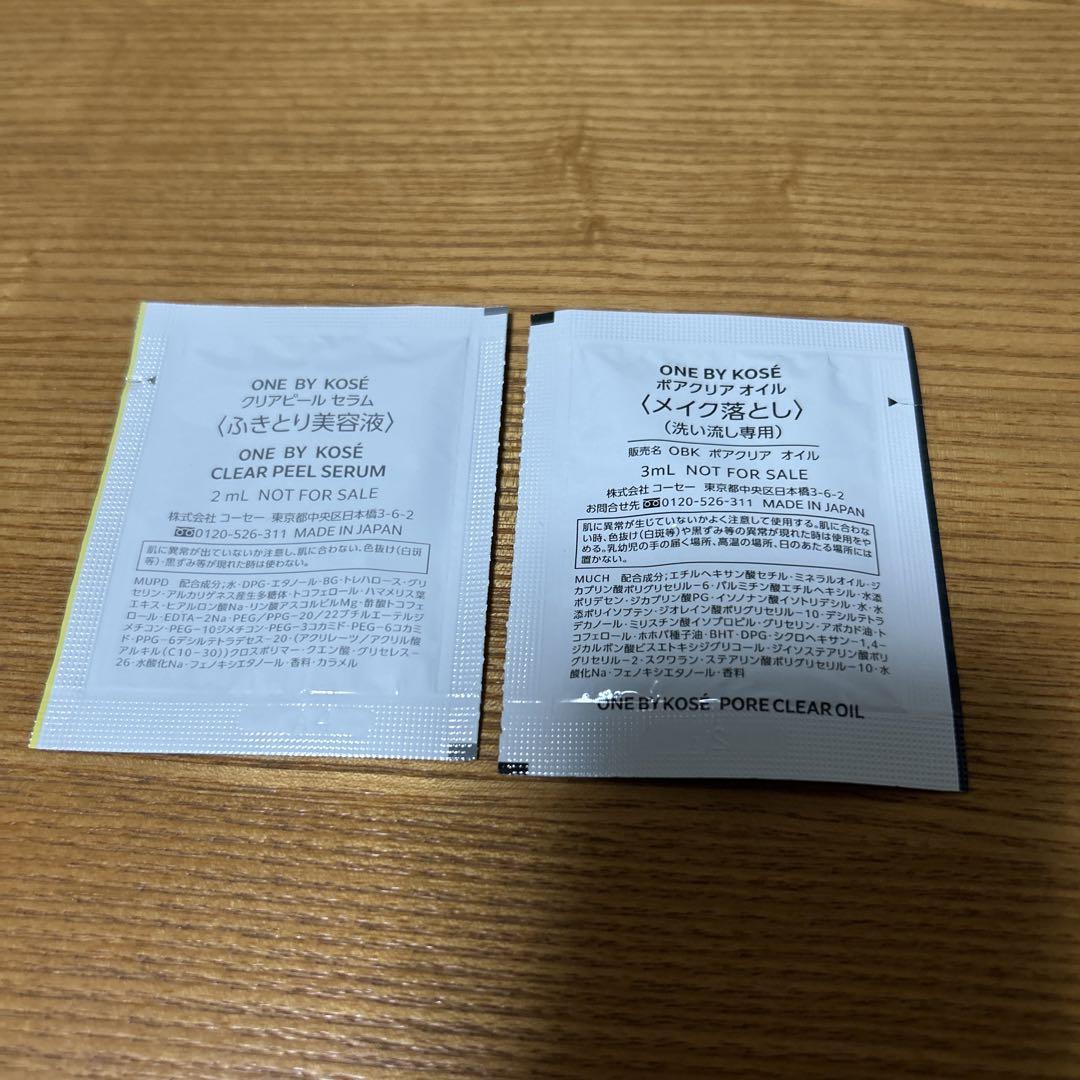 ONE BY KOSÉ
クリアピール セラム
〈ふきとり美容液〉
ONE BY KOSÉ
CLEAR PEEL SERUM
2 mL NOT FOR SALE
株式会社 コーセー 東京都中央区日本橋3-6-2
0120-526-311 MADE IN JAPAN
肌に異常が出ていないか注意し、肌に合わない、色抜け(白斑
等)・黒ずみ等が現れた時は使わない。
MUPD 配合成分;水・DPG・エタノール・BG・トレハロース・グリ
セリン・アルカリゲネス産生多糖体・トコフェロール・ハマメリス葉
エキス・ヒアルロン酸Na・リン酸アスコルビルMg・酢酸トコフェ
ロール・EDTA-2Na・PEG/PPG-20/22ブチルエーテルジ
メチコン・PEG-10ジメチコン・PEG-3コカミド・PEG-6コカミ
ド・PPG-6デシルテトラデセス-20・(アクリレーツ/アクリル酸
アルキル(C10-30))クロスポリマー・クエン酸・グリセレス-
26・水酸化Na・フェノキシエタノール・香料・カラメル
ONE BY KOSÉ
ポアクリア オイル
〈メイク落とし〉
(洗い流し専用)
販売名 OBK ポアクリア オイル
3mL NOT FOR SALE
株式会社 コーセー 東京都中央区日本橋3-6-2
お問合せ先 0120-526-311 MADE IN JAPAN
肌に異常が生じていないかよく注意して使用する。肌に合わな
い時、色抜け(白斑等)や黒ずみ等の異常が現れた時は使用をや
める。乳幼児の手の届く場所、高温の場所、日のあたる場所には
置かない。
MUCH 配合成分;エチルヘキサン酸セチル・ミネラルオイル・ジ
カプリン酸ポリグリセリル-6・パルミチン酸エチルヘキシル・水添
ポリデセン・ジカプリン酸PG・イソノナン酸イソトリデシル・水・水
添ポリイソブテン・ジオレイン酸ポリグリセリル-10・デシルテトラ
デカノール・ミリスチン酸イソプロピル・グリセリン・アボカド油・ト
コフェロール・ホホバ種子油・BHT・DPG・シクロヘキサン-1,4-
ジカルボン酸ビスエトキシジグリコール・ジイソステアリン酸ポリ
グリセリル-2・スクワラン・ステアリン酸ポリグリセリル-10・水
酸化Na・フェノキシエタノール・香料
ONE BY KOSÉ PORE CLEAR OIL